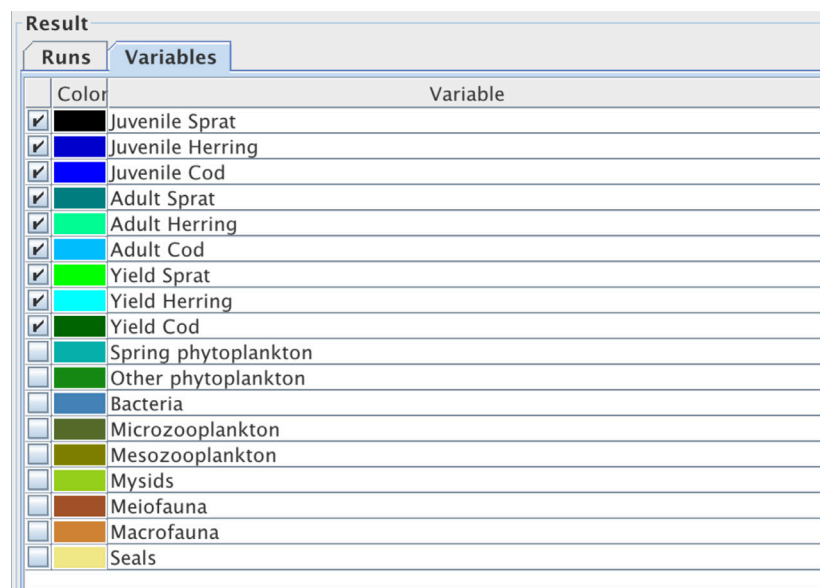 Result
Runs Variables
Color Variable
Juvenile Sprat
Juvenile Herring
Juvenile Cod
Adult Sprat
Adult Herring
Adult Cod
Yield Sprat
Yield Herring
Yield Cod
Spring phytoplankton
Other phytoplankton
Bacteria
Microzooplankton
Mesozooplankton
Mysids
Meiofauna
Macrofauna
Seals